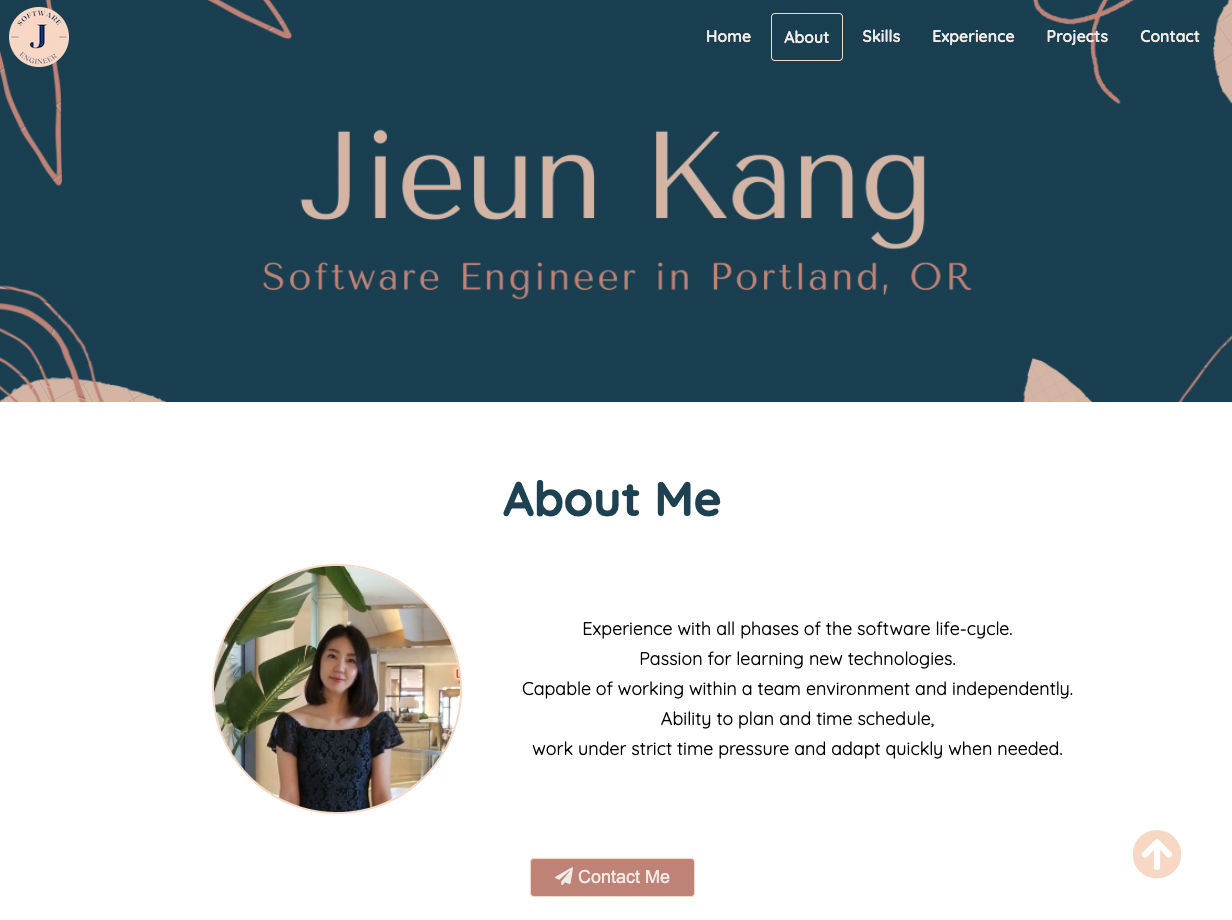 SOFTWARE
J
ENGINEER
Home About Skills Experience Projects Contact
Jieun Kang
Software Engineer in Portland, OR
About Me
Experience with all phases of the software life-cycle.
Passion for learning new technologies.
Capable of working within a team environment and independently.
Ability to plan and time schedule,
work under strict time pressure and adapt quickly when needed.
Contact Me